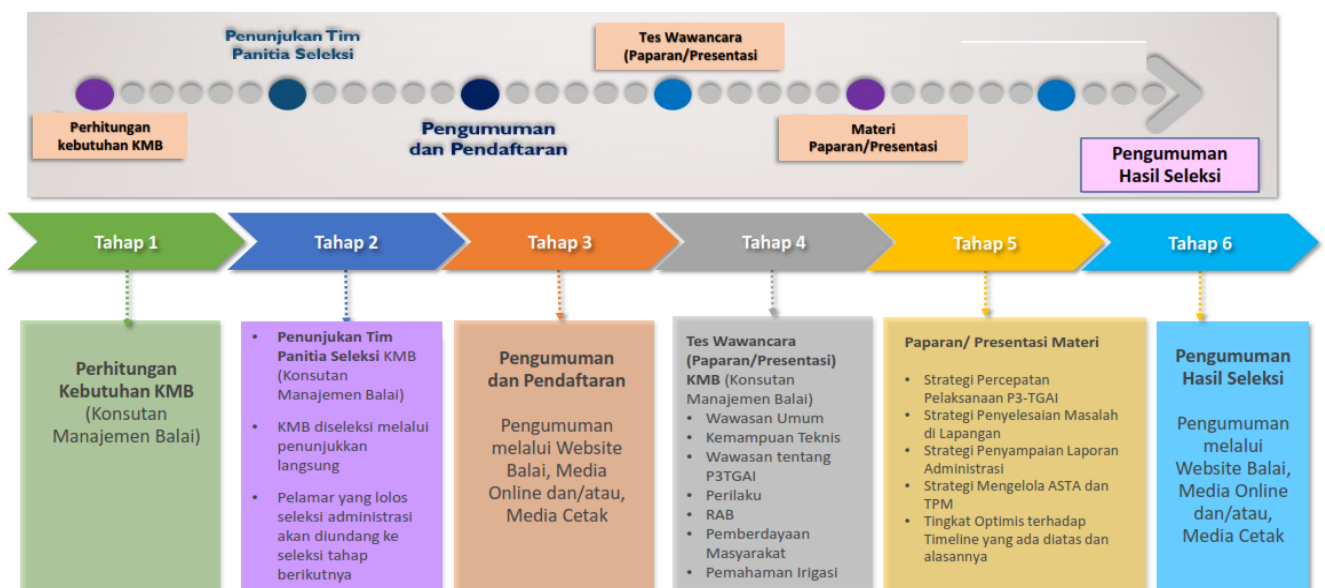 Penunjukan Tim
Panitia Seleksi
Tes Wawancara
(Paparan/Presentasi
Perhitungan
kebutuhan KMB
Pengumuman
dan Pendaftaran
Materi
Paparan/Presentasi
Pengumuman
Hasil Seleksi
Tahap 1
Tahap 2
Tahap 3
Tahap 4
Tahap 5
Tahap 6
Perhitungan
Kebutuhan KMB
(Konsutan
Manajemen Balai)
• Penunjukan Tim
Panitia Seleksi KMB
(Konsutan
Manajemen Balai)
• KMB diseleksi melalui
penunjukkan
langsung
• Pelamar yang lolos
seleksi administrasi
akan diundang ke
seleksi tahap
berikutnya
Pengumuman
dan Pendaftaran
Pengumuman
melalui Website
Balai, Media
Online dan/atau,
Media Cetak
Tes Wawancara
(Paparan/Presentasi)
KMB (Konsutan
Manajemen Balai)
• Wawasan Umum
• Kemampuan Teknis
• Wawasan tentang
P3TGAI
• Perilaku
• RAB
• Pemberdayaan
Masyarakat
• Pemahaman Irigasi
Paparan/ Presentasi Materi
• Strategi Percepatan
Pelaksanaan P3-TGAI
• Strategi Penyelesaian Masalah
di Lapangan
• Strategi Penyampaian Laporan
Administrasi
• Strategi Mengelola ASTA dan
TPM
• Tingkat Optimis terhadap
Timeline yang ada diatas dan
alasannya
Pengumuman
Hasil Seleksi
Pengumuman
melalui
Website Balai,
Media Online
dan/atau,
Media Cetak